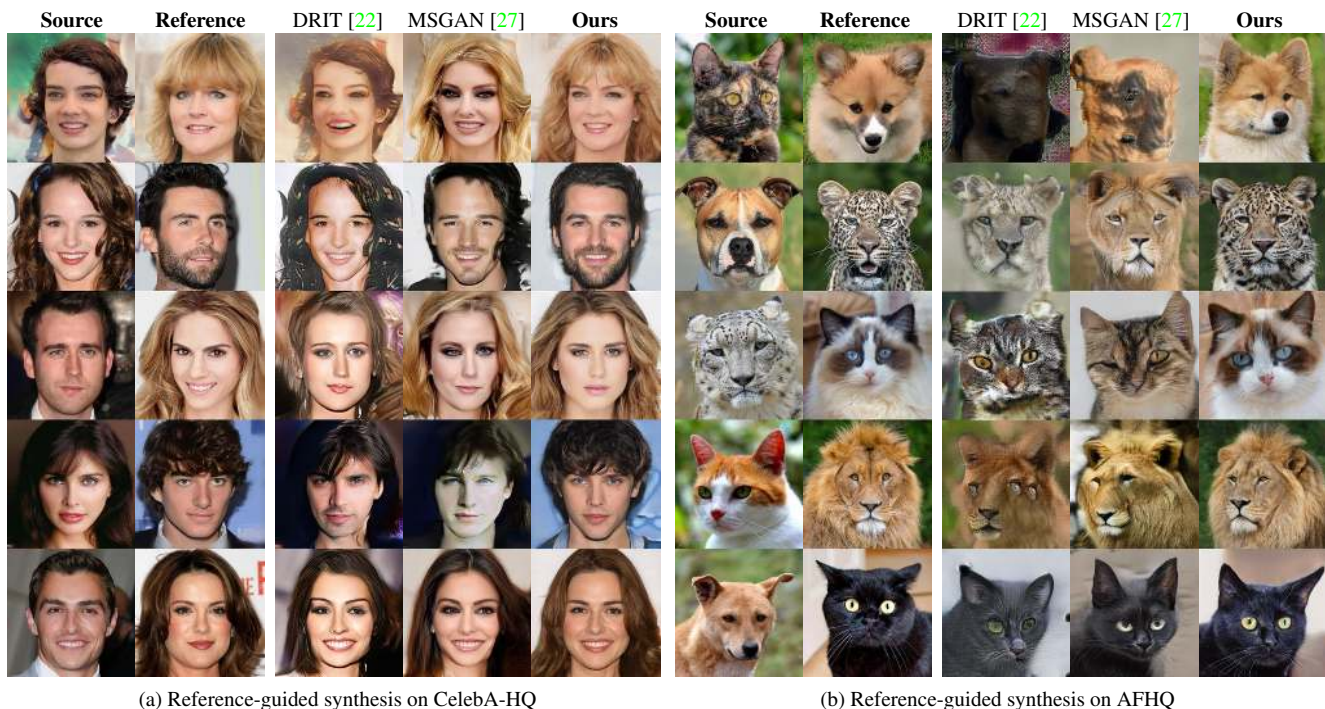 Source Reference DRIT [22] MSGAN [27] Ours Source Reference DRIT [22] MSGAN [27] Ours
(a) Reference-guided synthesis on CelebA-HQ (b) Reference-guided synthesis on AFHQ